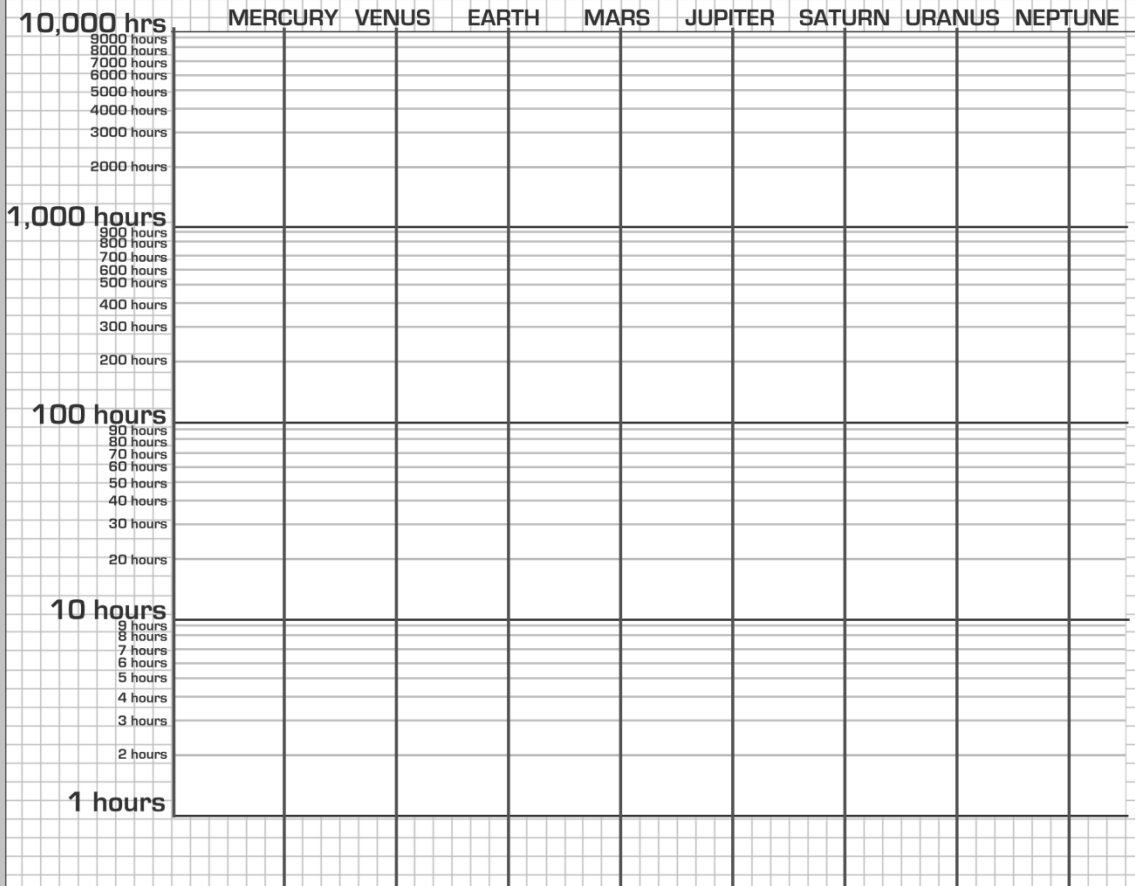 MERCURY VENUS EARTH MARS JUPITER SATURN URANUS NEPTUNE
10,000 hrs
9000 hours
8000 hours
7000 hours
6000 hours
5000 hours
4000 hours
3000 hours
2000 hours
1,000 hours
900 hours
800 hours
700 hours
600 hours
500 hours
400 hours
300 hours
200 hours
100 hours
90 hours
80 hours
70 hours
60 hours
50 hours
40 hours
30 hours
20 hours
10 hours
9 hours
8 hours
7 hours
6 hours
5 hours
4 hours
3 hours
2 hours
1 hours